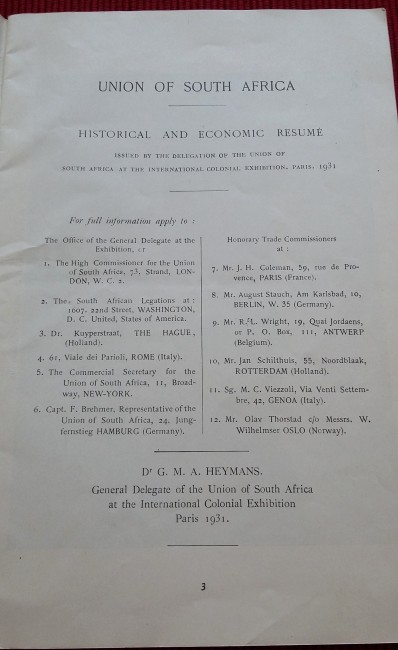 UNION OF SOUTH AFRICA
HISTORICAL AND ECONOMIC RESUME
ISSUED BY THE DELEGATION OF THE UNION OF
SOUTH AFRICA AT THE INTERNATIONAL COLONIAL EXHIBITION, PARIS, 1931
For full information apply to :
The Office of the General Delegate at the
Exhibition, or
1. The High Commissioner for the Union
of South Africa, 73, Strand, LON-
DON, W. C. 2.
2. The South African Legations at :
1007, 22nd Street, WASHINGTON,
D. C. United, States of America.
3. Dr. Kuyperstraat, THE HAGUE,
(Holland).
4. 61, Viale dei Parioli, ROME (Italy).
5. The Commercial Secretary for the
Union of South Africa, 11, Broad-
way, NEW-YORK.
6. Capt. F. Brehmer, Representative of the
Union of South Africa, 24, Jung-
fernstieg HAMBURG (Germany).
Honorary Trade Commissioners
at :
7. Mr. J. H. Coleman, 59, rue de Pro-
vence, PARIS (France).
8. Mr. August Stauch, Am Karlsbad, 10,
BERLIN, W. 35 (Germany).
9. Mr. R. L. Wright, 19, Quai Jordaens,
or P. O. Box, 111, ANTWERP
(Belgium).
10. Mr. Jan Schilthuis, 55, Noordblaak,
ROTTERDAM (Holland).
11. Sg. M. C. Viezzoli, Via Venti Settem-
bre, 42, GENOA (Italy).
12. Mr. Olav Thorstad c/o Messrs. W,
Wilhelmser OSLO (Norway).
Dr G. M. A. HEYMANS.
General Delegate of the Union of South Africa
at the International Colonial Exhibition
Paris 1931.
3